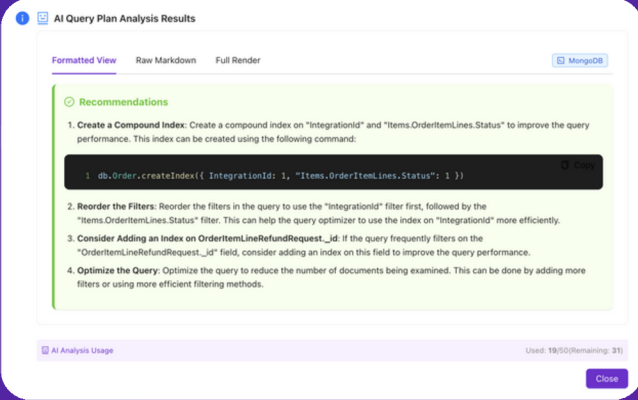 AI Query Plan Analysis Results
Formatted View Raw Markdown Full Render MongoDB
Recommendations
1. Create a Compound Index: Create a compound index on "IntegrationId" and "Items.OrderItemLines.Status" to improve the query
performance. This index can be created using the following command:
Copy
1 db.Order.createIndex({ IntegrationId: 1, "Items.OrderItemLines.Status": 1 })
2. Reorder the Filters: Reorder the filters in the query to use the "IntegrationId" filter first, followed by the
"Items.OrderItemLines.Status" filter. This can help the query optimizer to use the index on "IntegrationId" more efficiently.
3. Consider Adding an Index on OrderItemLineRefundRequest._id: If the query frequently filters on the
"OrderItemLineRefundRequest._id" field, consider adding an index on this field to improve the query performance.
4. Optimize the Query: Optimize the query to reduce the number of documents being examined. This can be done by adding more
filters or using more efficient filtering methods.
AI Analysis Usage Used: 19/50(Remaining: 31)
Close